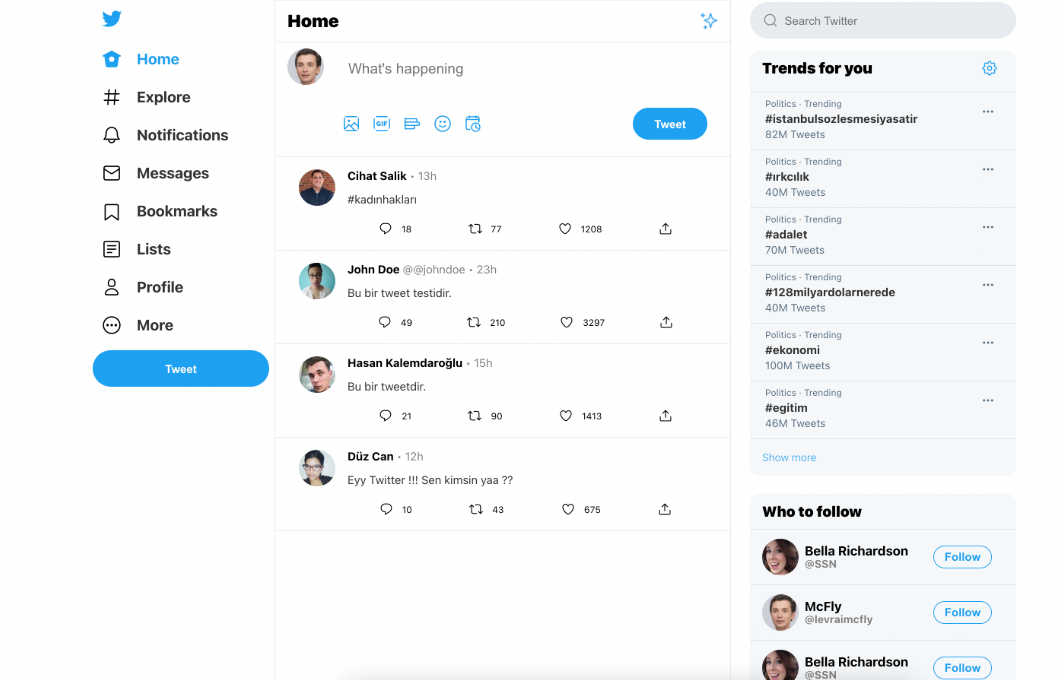 Home
Explore
Notifications
Messages
Bookmarks
Lists
Profile
More
Tweet
Home
What's happening
GIF
Tweet
Cihat Salik · 13h
#kadınhakları
18 77 1208
John Doe @@johndoe · 23h
Bu bir tweet testidir.
49 210 3297
Hasan Kalemdaroğlu · 15h
Bu bir tweetdir.
21 90 1413
Düz Can · 12h
Eyy Twitter !!! Sen kimsin yaa ??
10 43 675
Search Twitter
Trends for you
Politics · Trending
#istanbulsozlesmesiyasatir
82M Tweets
Politics · Trending
#ırkcılık
40M Tweets
Politics · Trending
#adalet
70M Tweets
Politics · Trending
#128milyardolarnerede
40M Tweets
Politics · Trending
#ekonomi
100M Tweets
Politics · Trending
#egitim
46M Tweets
Show more
Who to follow
Bella Richardson
@SSN
Follow
McFly
@levraimcfly
Follow
Bella Richardson
@SSN
Follow